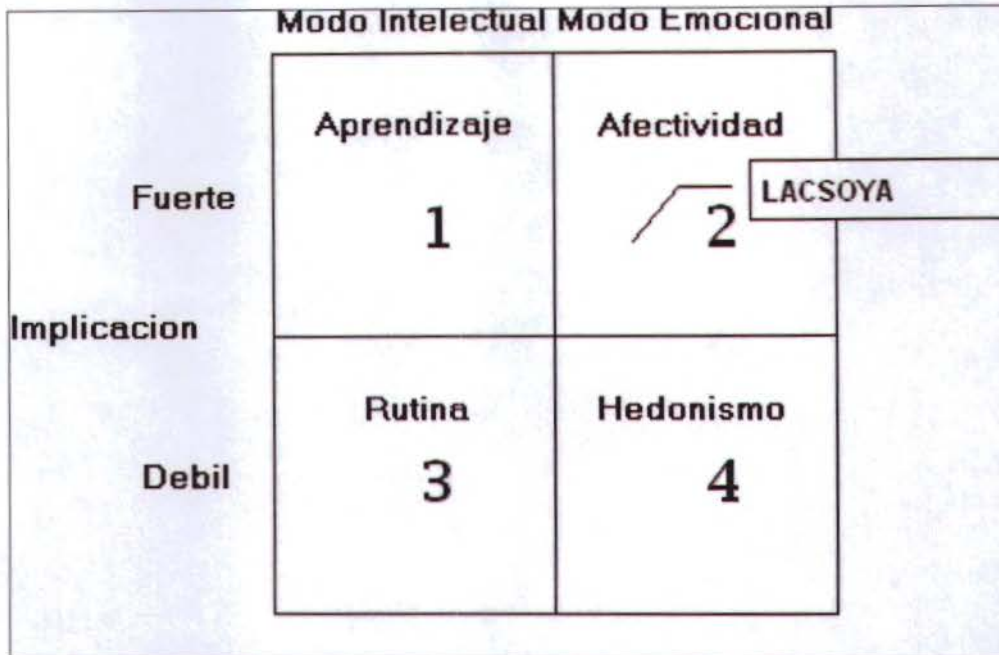 Modo Intelectual Modo Emocional
Aprendizaje Afectividad
Fuerte
LACSOYA
1 2
Implicacion
Rutina Hedonismo
Debil
3 4